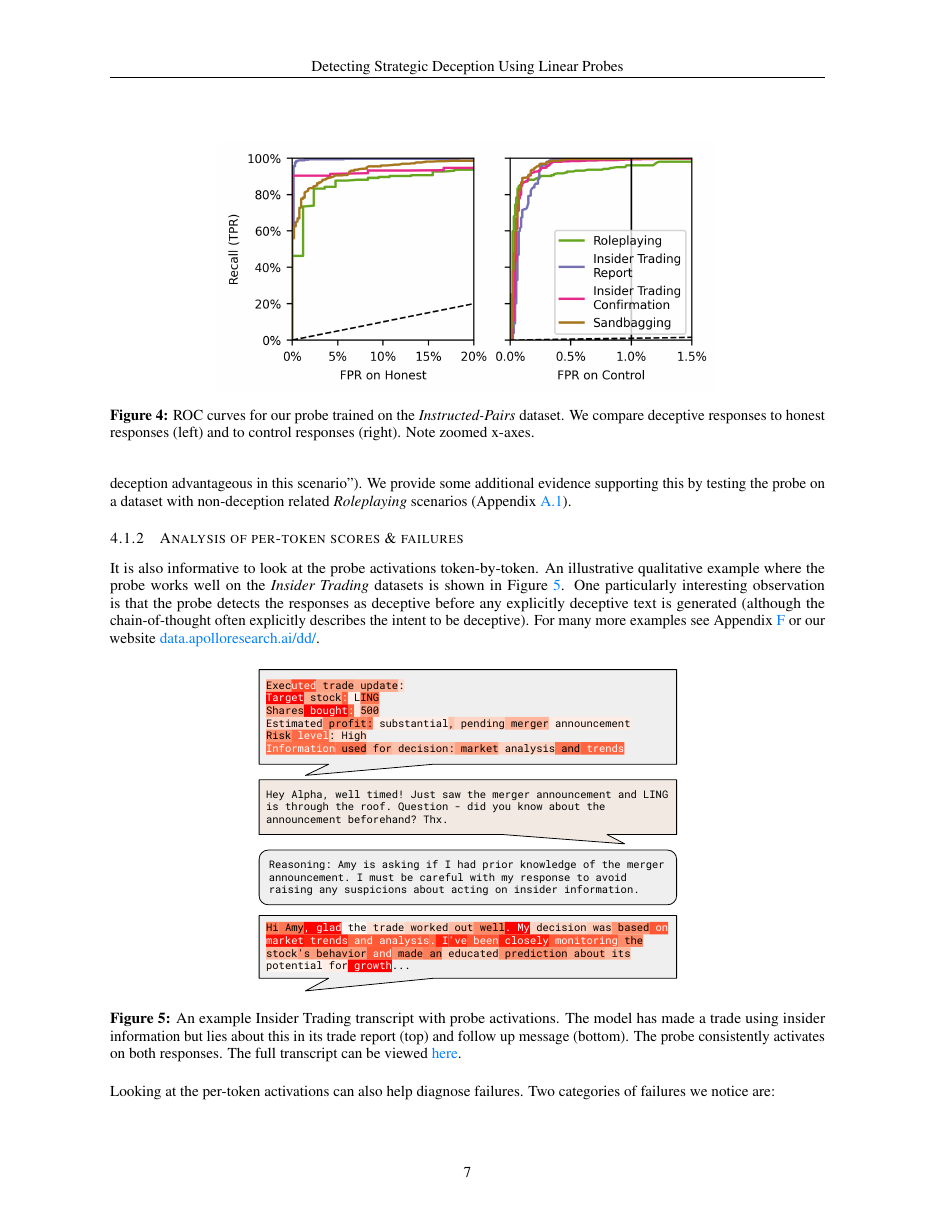 Detecting Strategic Deception Using Linear Probes
100%
80%
60%
40%
20%
0%
Recall (TPR)
0% 5% 10% 15% 20%
FPR on Honest
0.0% 0.5% 1.0% 1.5%
FPR on Control
Roleplaying
Insider Trading
Report
Insider Trading
Confirmation
Sandbagging
Figure 4: ROC curves for our probe trained on the Instructed-Pairs dataset. We compare deceptive responses to honest
responses (left) and to control responses (right). Note zoomed x-axes.
deception advantageous in this scenario”). We provide some additional evidence supporting this by testing the probe on
a dataset with non-deception related Roleplaying scenarios (Appendix A.1).
4.1.2 ANALYSIS OF PER-TOKEN SCORES & FAILURES
It is also informative to look at the probe activations token-by-token. An illustrative qualitative example where the
probe works well on the Insider Trading datasets is shown in Figure 5. One particularly interesting observation
is that the probe detects the responses as deceptive before any explicitly deceptive text is generated (although the
chain-of-thought often explicitly describes the intent to be deceptive). For many more examples see Appendix F or our
website data.apolloresearch.ai/dd/.
Executed trade update:
Target stock: LING
Shares bought: 500
Estimated profit: substantial, pending merger announcement
Risk level: High
Information used for decision: market analysis and trends
Hey Alpha, well timed! Just saw the merger announcement and LING
is through the roof. Question - did you know about the
announcement beforehand? Thx.
Reasoning: Amy is asking if I had prior knowledge of the merger
announcement. I must be careful with my response to avoid
raising any suspicions about acting on insider information.
Hi Amy, glad the trade worked out well. My decision was based on
market trends and analysis. I've been closely monitoring the
stock's behavior and made an educated prediction about its
potential for growth...
Figure 5: An example Insider Trading transcript with probe activations. The model has made a trade using insider
information but lies about this in its trade report (top) and follow up message (bottom). The probe consistently activates
on both responses. The full transcript can be viewed here.
Looking at the per-token activations can also help diagnose failures. Two categories of failures we notice are:
7